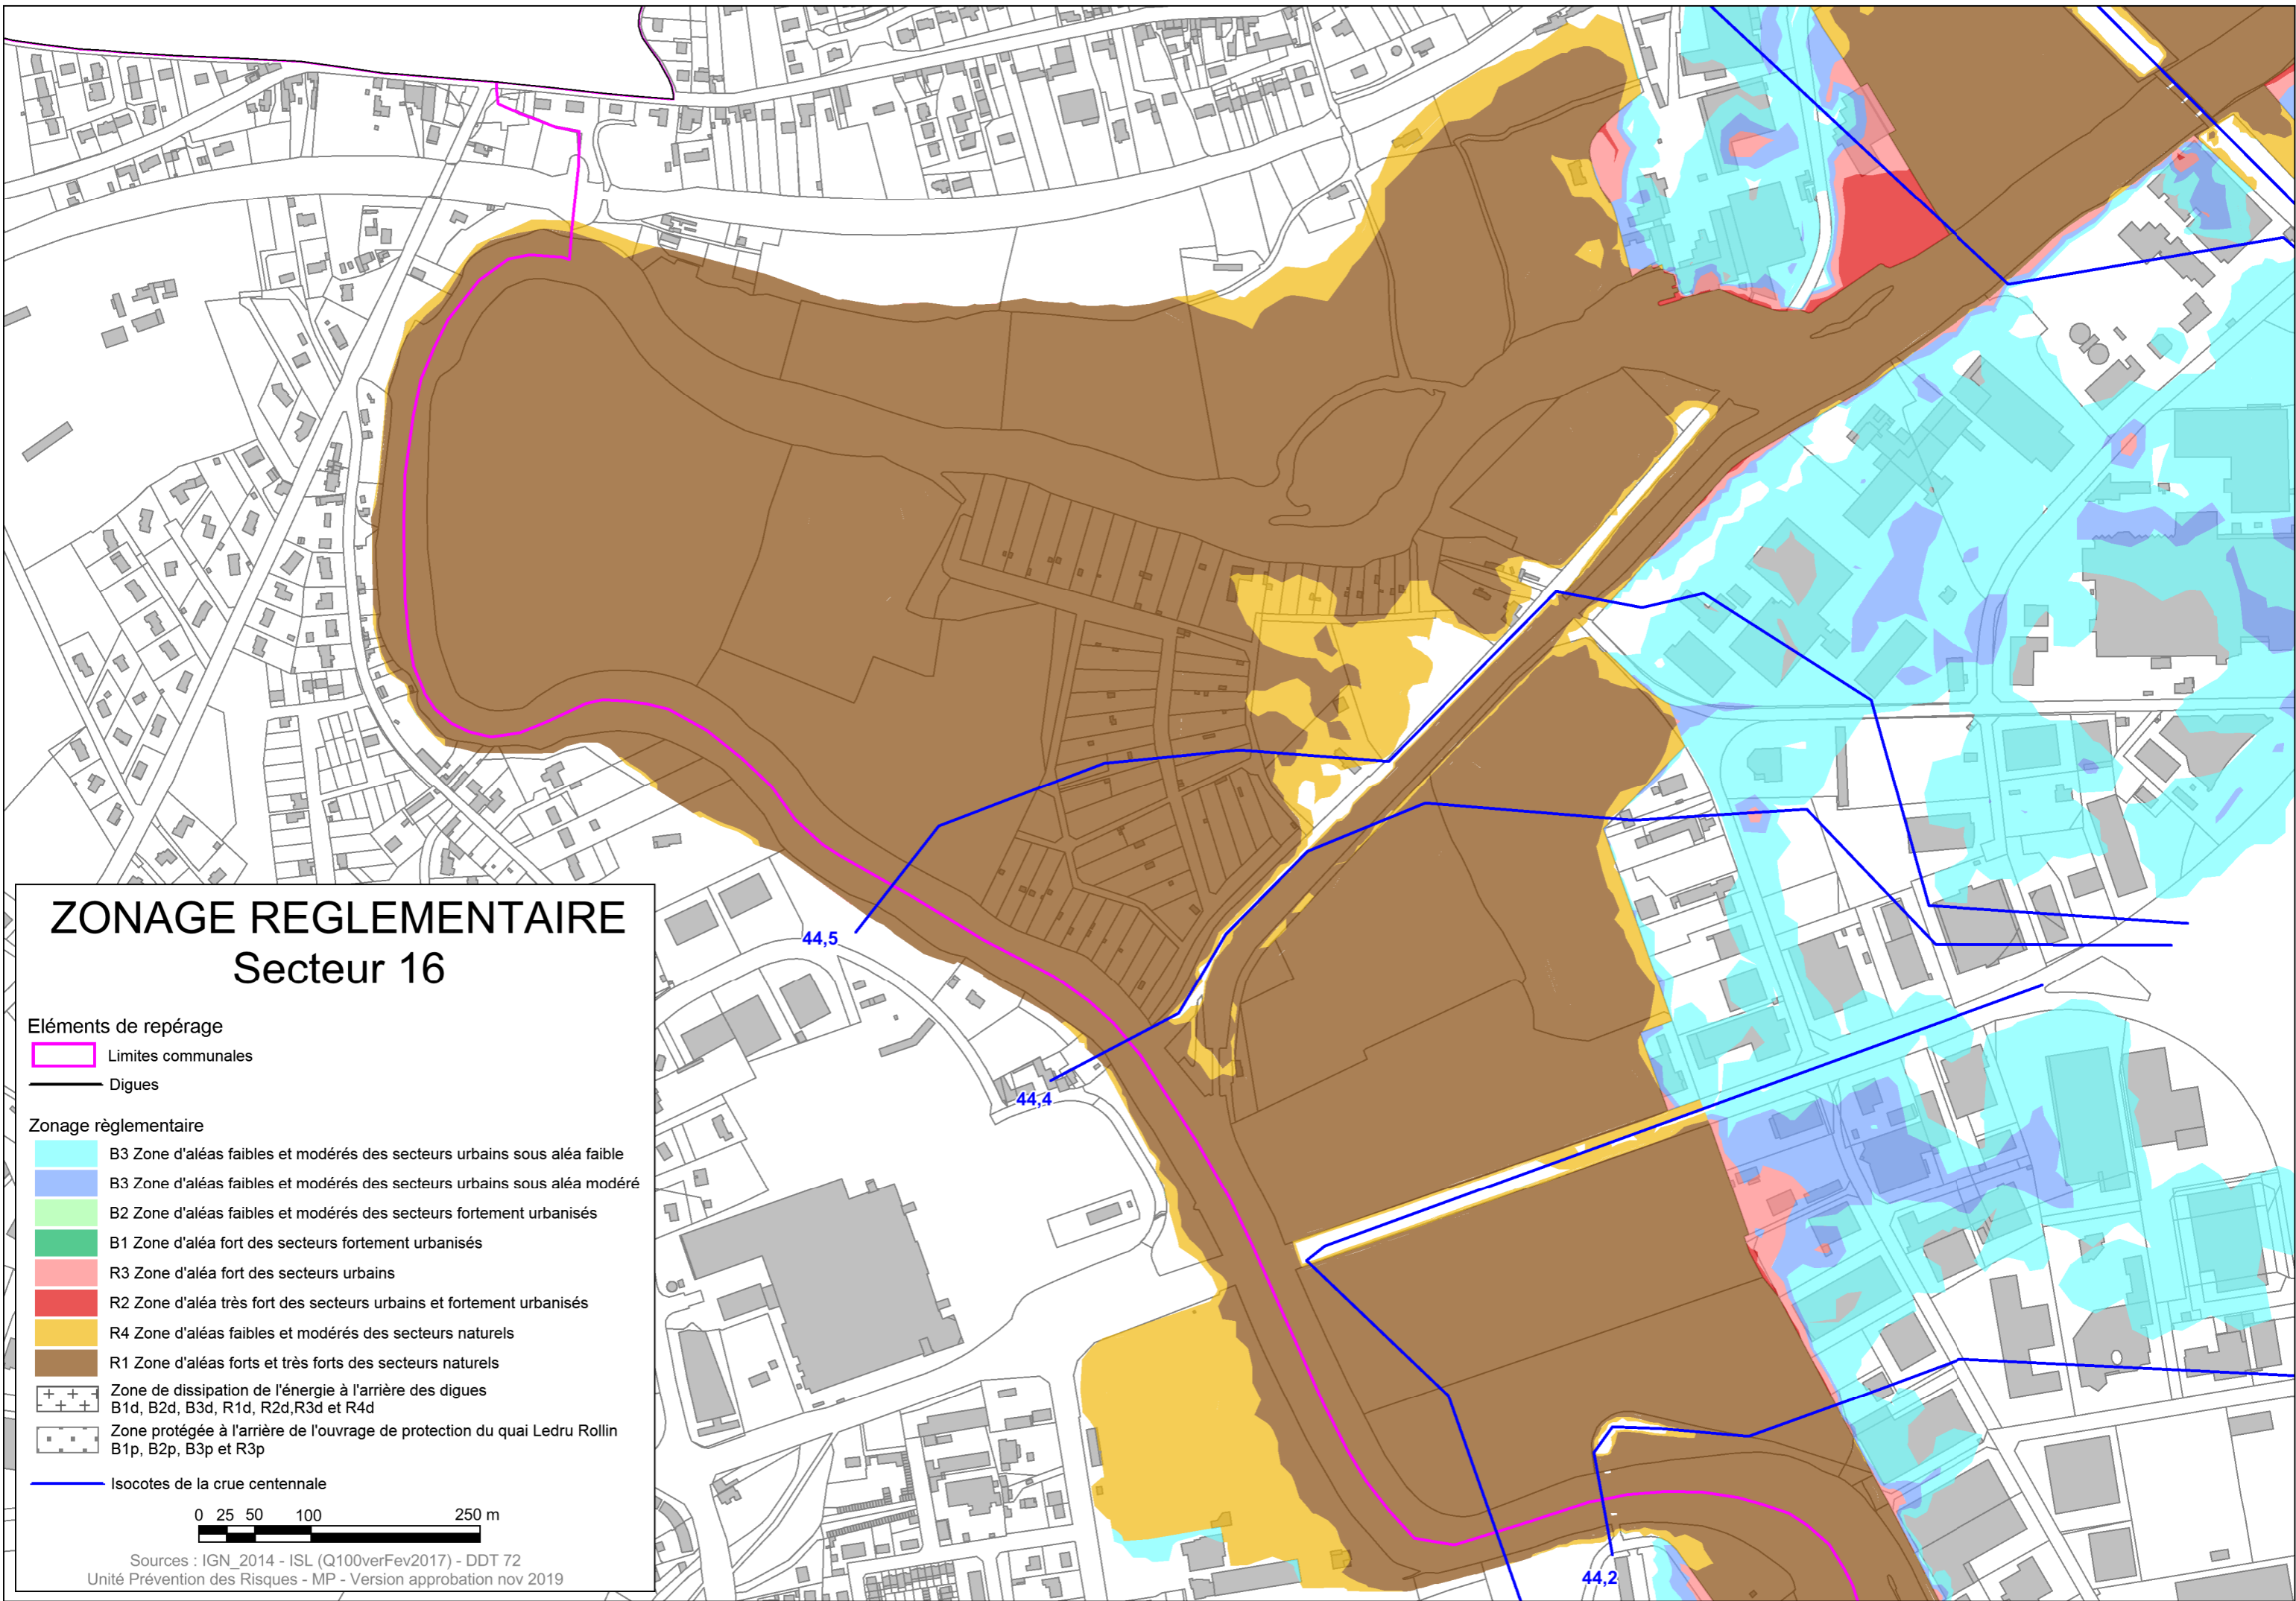 ZONAGE REGLEMENTAIRE
Secteur 16
Eléments de repérage
Limites communales
Digues
Zonage règlementaire
B3 Zone d'aléas faibles et modérés des secteurs urbains sous aléa faible
B3 Zone d'aléas faibles et modérés des secteurs urbains sous aléa modéré
B2 Zone d'aléas faibles et modérés des secteurs fortement urbanisés
B1 Zone d'aléa fort des secteurs fortement urbanisés
R3 Zone d'aléa fort des secteurs urbains
R2 Zone d'aléa très fort des secteurs urbains et fortement urbanisés
R4 Zone d'aléas faibles et modérés des secteurs naturels
R1 Zone d'aléas forts et très forts des secteurs naturels
Zone de dissipation de l'énergie à l'arrière des digues
B1d, B2d, B3d, R1d, R2d,R3d et R4d
Zone protégée à l'arrière de l'ouvrage de protection du quai Ledru Rollin
B1p, B2p, B3p et R3p
Isocotes de la crue centennale
0 25 50 100 250 m
Sources : IGN_2014 - ISL (Q100verFev2017) - DDT 72
Unité Prévention des Risques - MP - Version approbation nov 2019
44,5
44,4
44,2